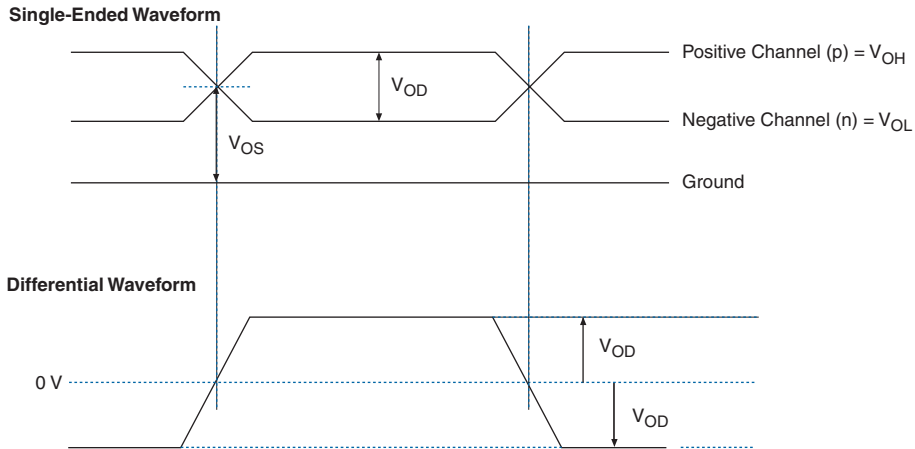 Single-Ended Waveform
Positive Channel (p) = VOH
VOD
Negative Channel (n) = VOL
VOS
Ground
Differential Waveform
VOD
0 V
VOD